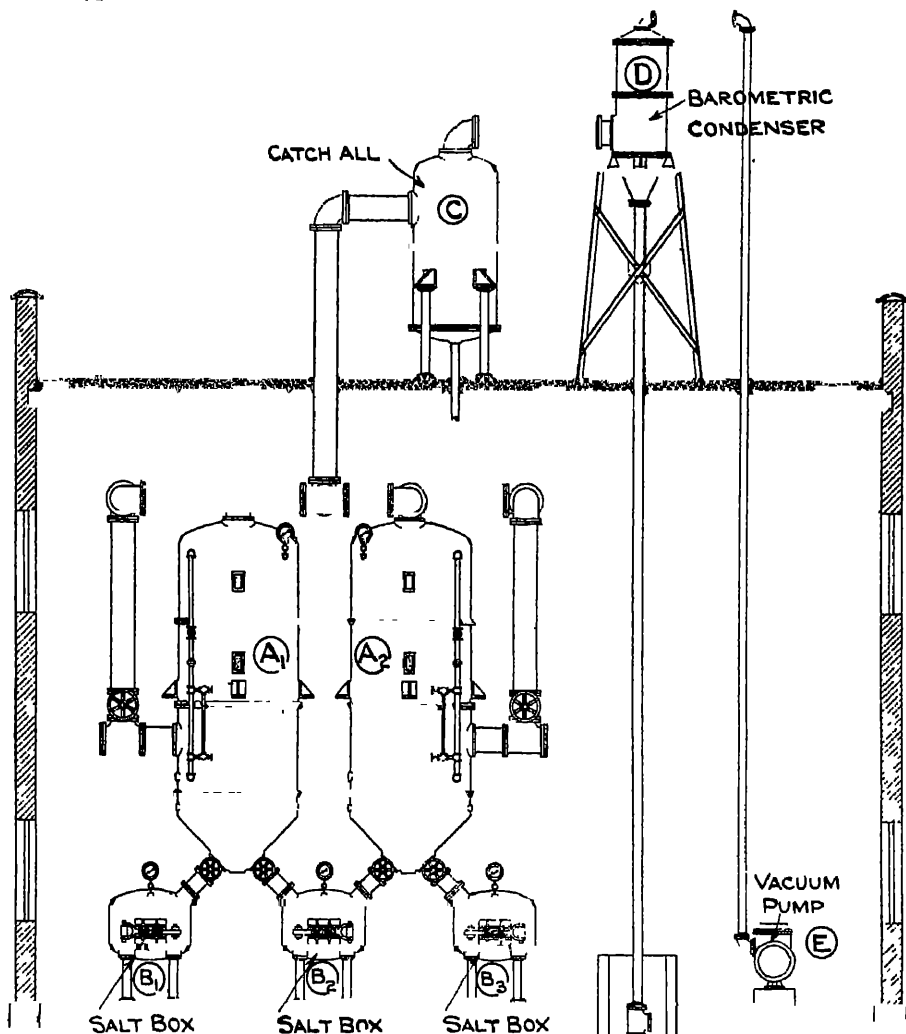 D
BAROMETRIC
CONDENSER
CATCH ALL
C
A1
A2
VACUUM
PUMP
E
B1
B2
B3
SALT BOX
SALT BOX
SALT BOX